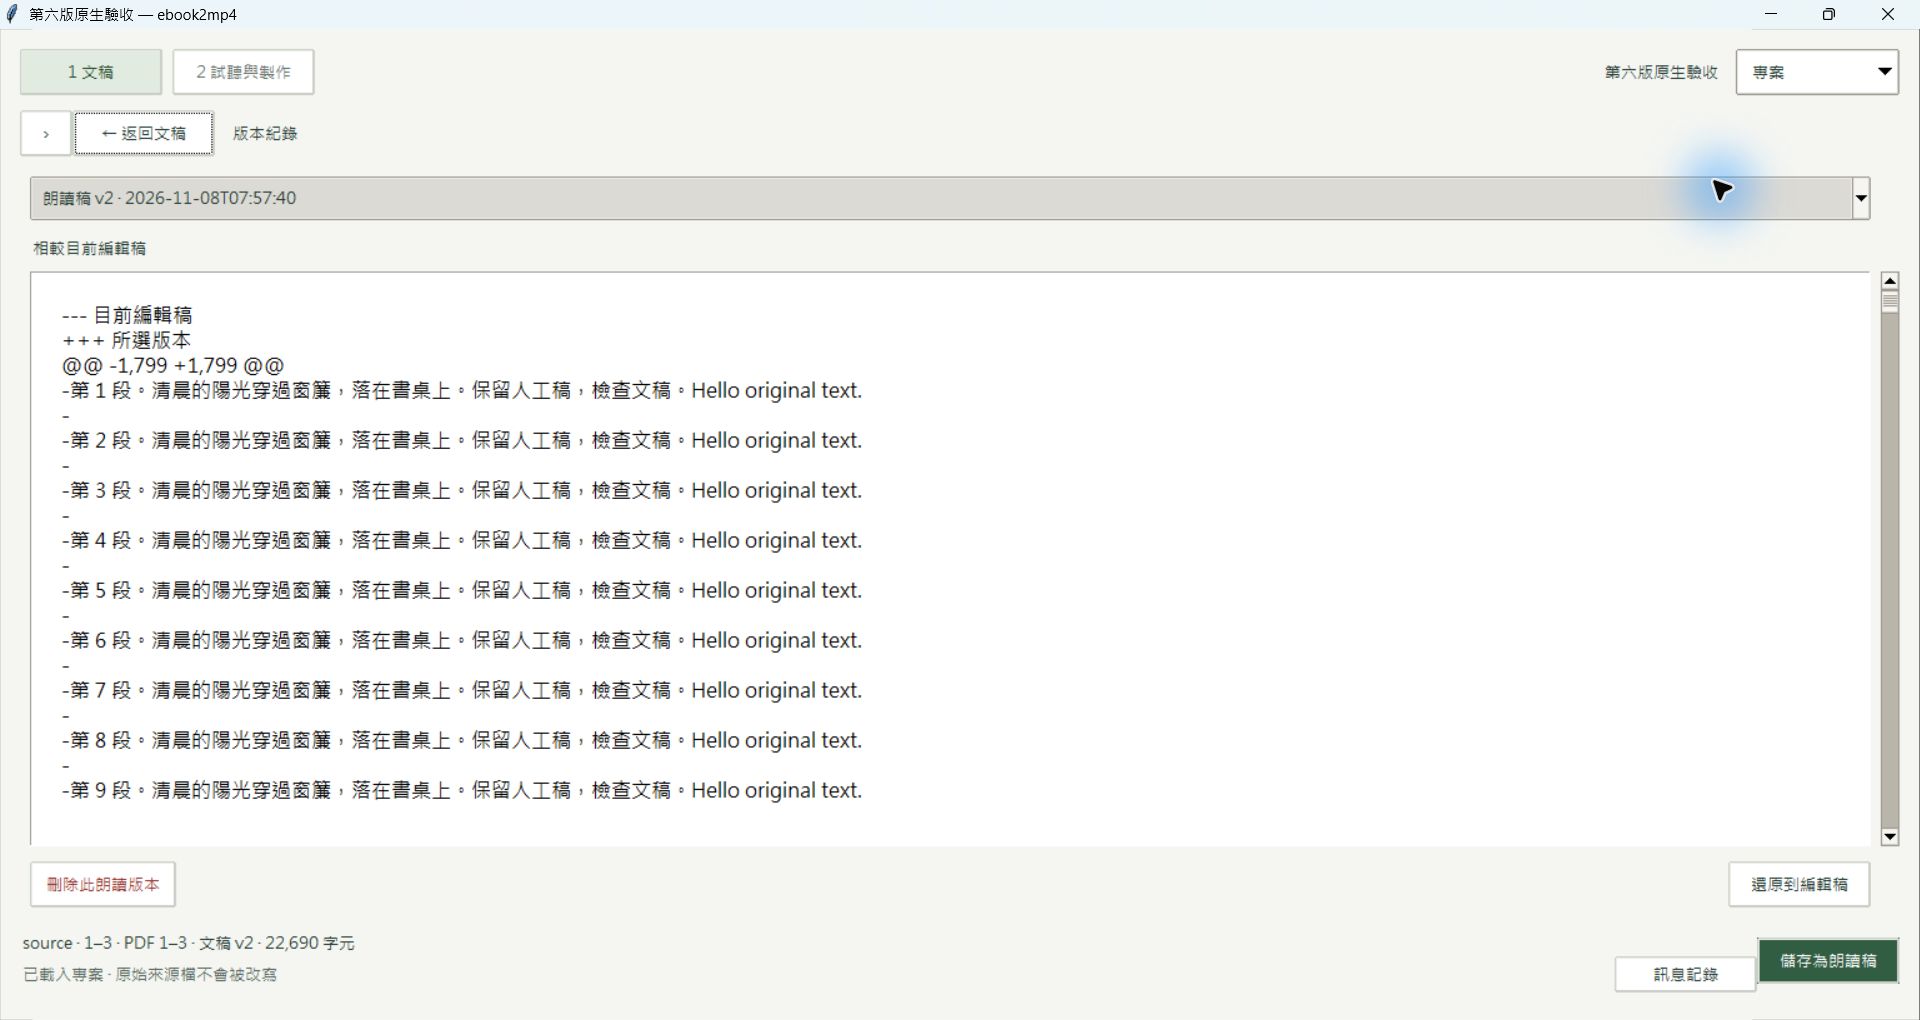 第六版原生驗收 — ebook2mp4
1 文稿
2 試聽與製作
第六版原生驗收
專案
›
← 返回文稿
版本紀錄
朗讀稿 v2 · 2026-11-08T07:57:40
相較目前編輯稿
--- 目前編輯稿
+++ 所選版本
@@ -1,799 +1,799 @@
-第 1 段。清晨的陽光穿過窗簾，落在書桌上。保留人工稿，檢查文稿。Hello original text.
-
-第 2 段。清晨的陽光穿過窗簾，落在書桌上。保留人工稿，檢查文稿。Hello original text.
-
-第 3 段。清晨的陽光穿過窗簾，落在書桌上。保留人工稿，檢查文稿。Hello original text.
-
-第 4 段。清晨的陽光穿過窗簾，落在書桌上。保留人工稿，檢查文稿。Hello original text.
-
-第 5 段。清晨的陽光穿過窗簾，落在書桌上。保留人工稿，檢查文稿。Hello original text.
-
-第 6 段。清晨的陽光穿過窗簾，落在書桌上。保留人工稿，檢查文稿。Hello original text.
-
-第 7 段。清晨的陽光穿過窗簾，落在書桌上。保留人工稿，檢查文稿。Hello original text.
-
-第 8 段。清晨的陽光穿過窗簾，落在書桌上。保留人工稿，檢查文稿。Hello original text.
-
-第 9 段。清晨的陽光穿過窗簾，落在書桌上。保留人工稿，檢查文稿。Hello original text.
刪除此朗讀版本
還原到編輯稿
source · 1–3 · PDF 1–3 · 文稿 v2 · 22,690 字元
已載入專案 · 原始來源檔不會被改寫
訊息記錄
儲存為朗讀稿